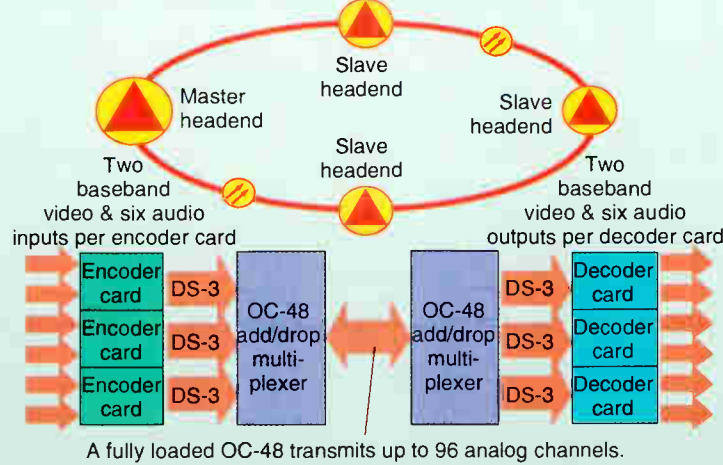 Slave
headend
Master
headend
Slave
headend
Slave
headend
Two
baseband
video & six audio
inputs per encoder card
Two
baseband
video & six audio
outputs per decoder card
Encoder
card
DS-3
Encoder
card
DS-3
Encoder
card
DS-3
OC-48
add/drop
multi-
plexer
OC-48
add/drop
multi-
plexer
DS-3
Decoder
card
DS-3
Decoder
card
DS-3
Decoder
card
A fully loaded OC-48 transmits up to 96 analog channels.